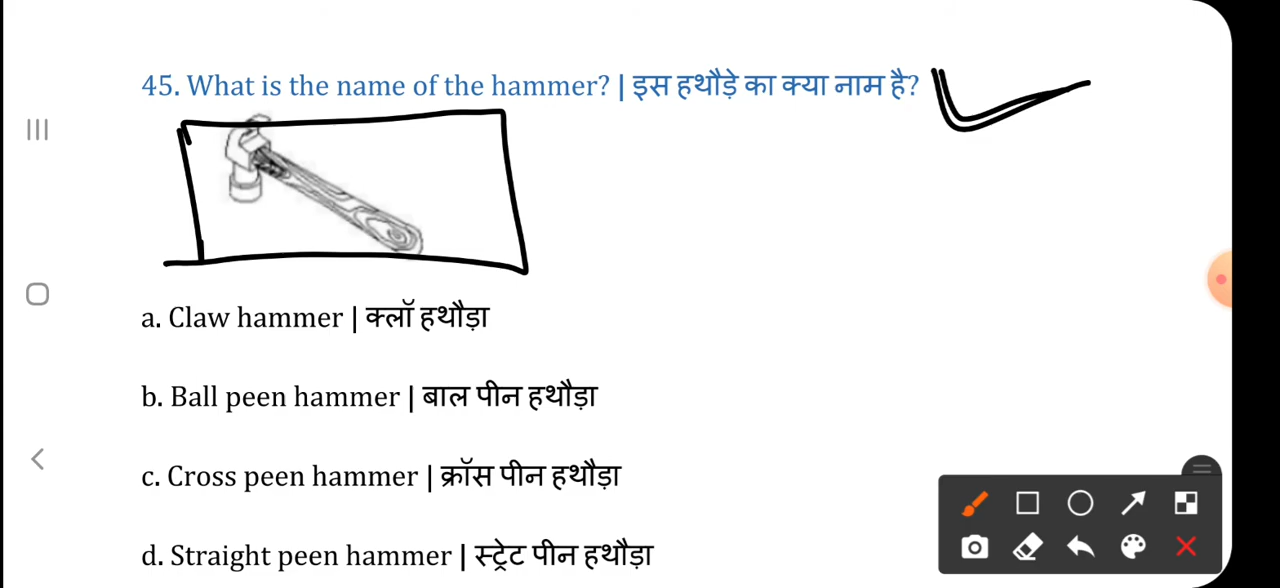 45. What is the name of the hammer? | इस हथौड़े का क्या नाम है?
a. Claw hammer | क्लॉ हथौड़ा
b. Ball peen hammer | बाल पीन हथौड़ा
c. Cross peen hammer | क्रॉस पीन हथौड़ा
d. Straight peen hammer | स्ट्रेट पीन हथौड़ा